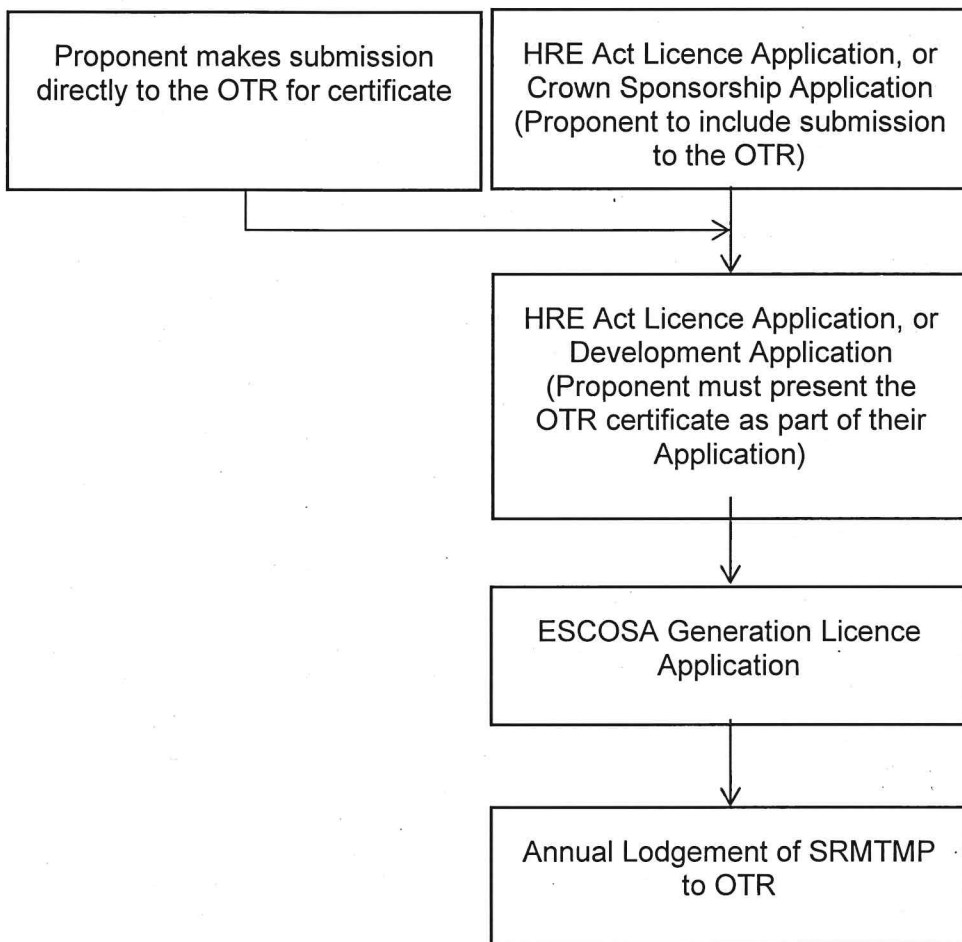 Proponent makes submission
directly to the OTR for certificate
HRE Act Licence Application, or
Crown Sponsorship Application
(Proponent to include submission
to the OTR)
HRE Act Licence Application, or
Development Application
(Proponent must present the
OTR certificate as part of their
Application)
ESCOSA Generation Licence
Application
Annual Lodgement of SRMTMP
to OTR